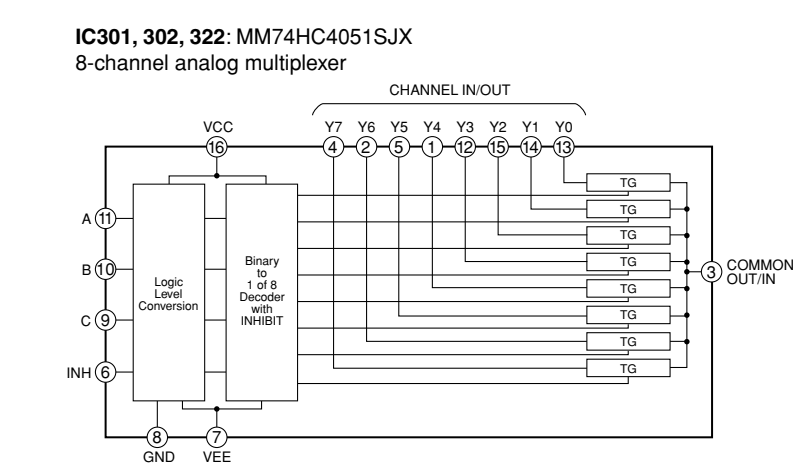 IC301, 302, 322: MM74HC4051SJX
8-channel analog multiplexer
CHANNEL IN/OUT
VCC Y7 Y6 Y5 Y4 Y3 Y2 Y1 Y0
16 4 2 5 1 12 15 14 13
TG
TG
TG
TG
TG
TG
TG
TG
A 11
B 10
C 9
INH 6
Logic
Level
Conversion
Binary
to
1 of 8
Decoder
with
INHIBIT
3 COMMON
OUT/IN
8 7
GND VEE